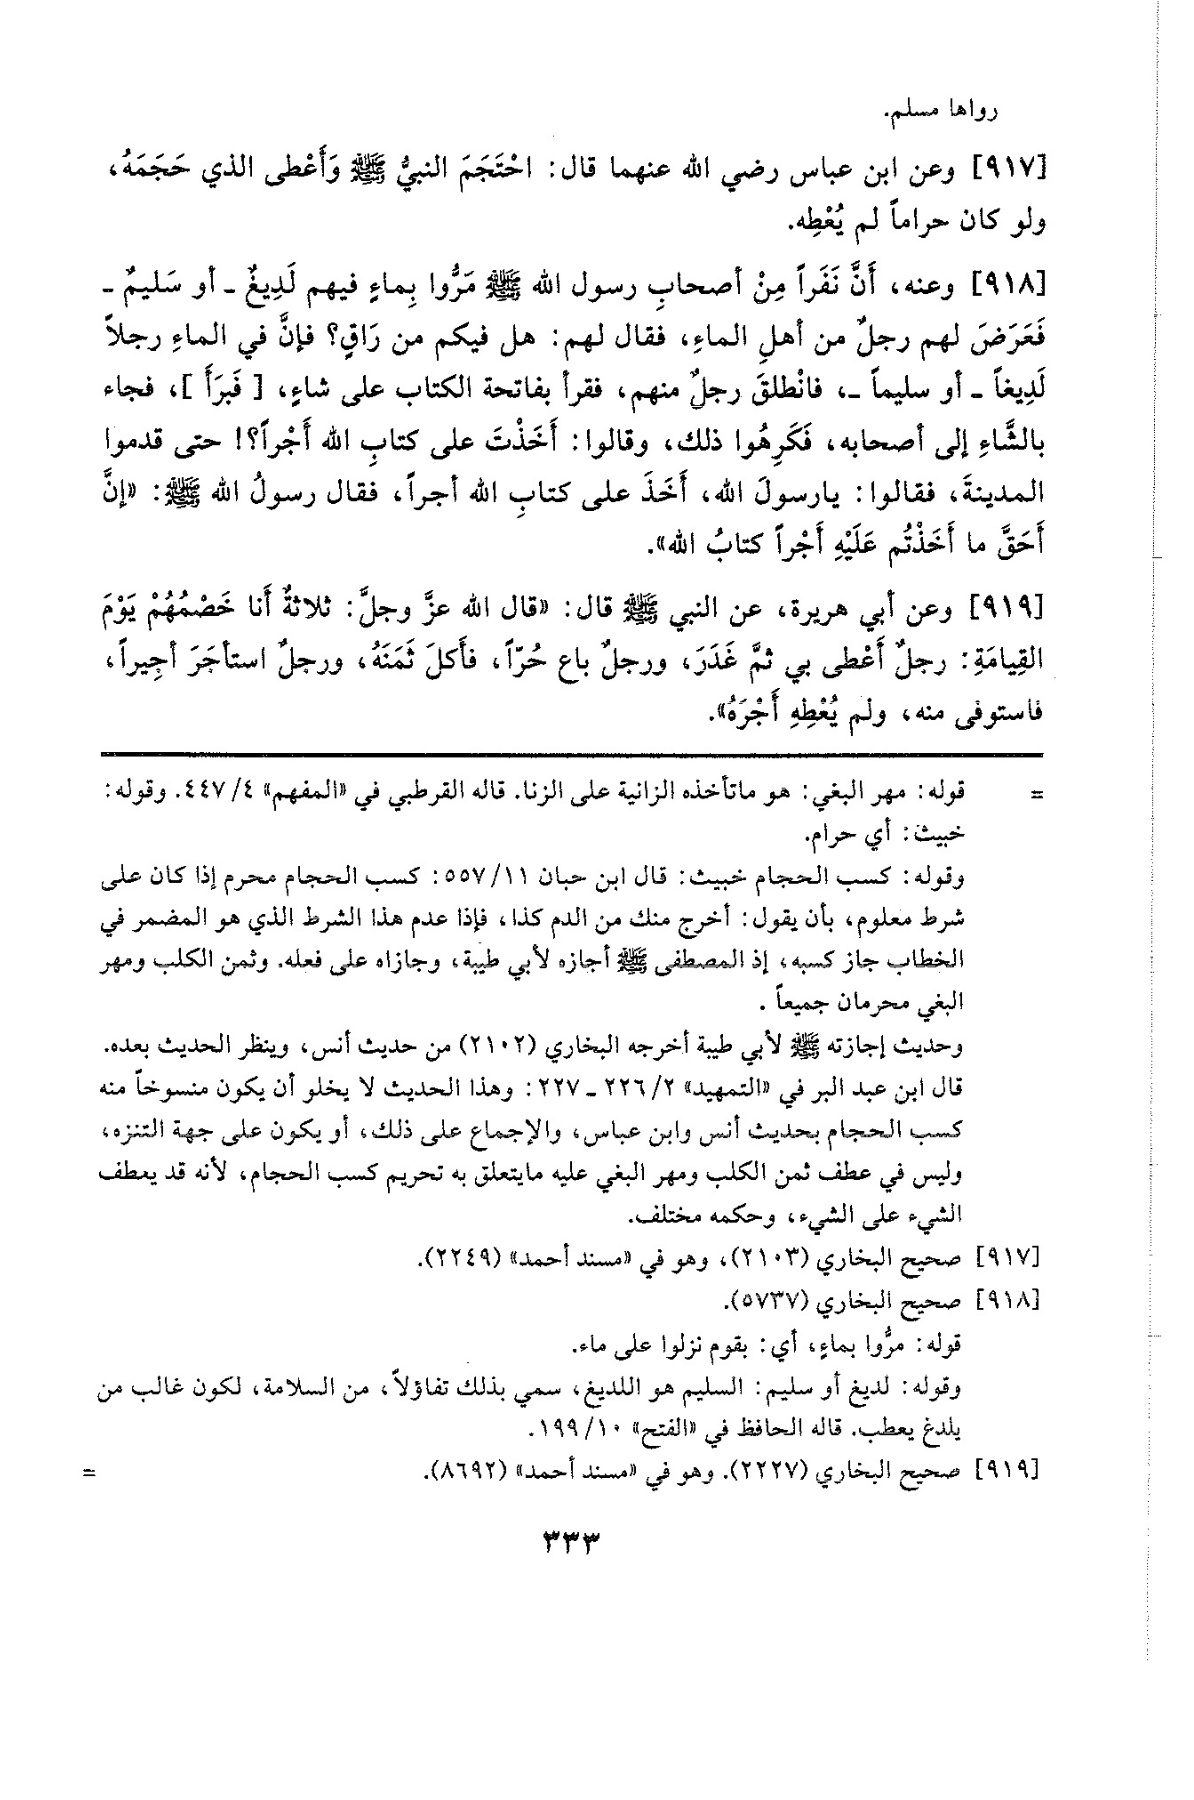 رواها مسلم.
[٩١٧] وعن ابن عباس رضي الله عنهما قال: احْتَجَمَ النبيُّ ﷺ وَأَعْطى الذي حَجَمَهُ،
ولو كان حراماً لم يُعْطِه.
[٩١٨] وعنه، أَنَّ نَفَراً مِنْ أصحابِ رسول الله ﷺ مَرُّوا بِماءٍ فيهم لَدِيغٌ ـ أو سَليمٌ ـ
فَعَرَضَ لهم رجلٌ من أهلِ الماءِ، فقال لهم: هل فيكم من رَاقٍ؟ فإنَّ في الماءِ رجلاً
لَدِيغاً ـ أو سليماً ـ، فانْطلقَ رجلٌ منهم، فقرأ بفاتحة الكتاب على شاءٍ، [ فَبَرَأَ ]، فجاء
بالشَّاءِ إلى أصحابه، فَكَرِهُوا ذلك، وقالوا: أَخَذْتَ على كتابِ الله أَجْراً؟! حتى قدموا
المدينةَ، فقالوا: يارسولَ الله، أَخَذَ على كتابِ الله أجراً، فقال رسولُ الله ﷺ: «إنَّ
أَحَقَّ ما أَخَذْتُم عَلَيْهِ أَجْراً كتابُ الله».
[٩١٩] وعن أبي هريرة، عن النبي ﷺ قال: «قال الله عزَّ وجلَّ: ثلاثةٌ أَنا خَصْمُهُمْ يَوْمَ
القِيامَةِ: رجلٌ أَعْطى بي ثمَّ غَدَرَ، ورجلٌ باع حُرّاً، فأَكلَ ثَمَنَهُ، ورجلٌ استأجَرَ أجِيراً،
فاستوفى منه، ولم يُعْطِهِ أَجْرَهُ».
= قوله: مهر البغي: هو ماتأخذه الزانية على الزنا. قاله القرطبي في «المفهم» ٤/ ٤٤٧. وقوله:
خبيث: أي حرام.
وقوله: كسب الحجام خبيث: قال ابن حبان ١١/ ٥٥٧: كسب الحجام محرم إذا كان على
شرط معلوم، بأن يقول: أخرج منك من الدم كذا، فإذا عدم هذا الشرط الذي هو المضمر في
الخطاب جاز كسبه، إذ المصطفى ﷺ أجازه لأبي طيبة، وجازاه على فعله. وثمن الكلب ومهر
البغي محرمان جميعاً .
وحديث إجازته ﷺ لأبي طيبة أخرجه البخاري (٢١٠٢) من حديث أنس، وينظر الحديث بعده.
قال ابن عبد البر في «التمهيد» ٢/ ٢٢٦ ـ ٢٢٧: وهذا الحديث لا يخلو أن يكون منسوخاً منه
كسب الحجام بحديث أنس وابن عباس، والإجماع على ذلك، أو يكون على جهة التنزه،
وليس في عطف ثمن الكلب ومهر البغي عليه مايتعلق به تحريم كسب الحجام، لأنه قد يعطف
الشيء على الشيء، وحكمه مختلف.
[٩١٧] صحيح البخاري (٢١٠٣)، وهو في «مسند أحمد» (٢٢٤٩).
[٩١٨] صحيح البخاري (٥٧٣٧).
قوله: مرُّوا بماءٍ، أي: بقوم نزلوا على ماء.
وقوله: لديغ أو سليم: السليم هو اللديغ، سمي بذلك تفاؤلاً، من السلامة، لكون غالب من
يلدغ يعطب. قاله الحافظ في «الفتح» ١٠/ ١٩٩.
[٩١٩] صحيح البخاري (٢٢٢٧). وهو في «مسند أحمد» (٨٦٩٢). =
٣٣٣